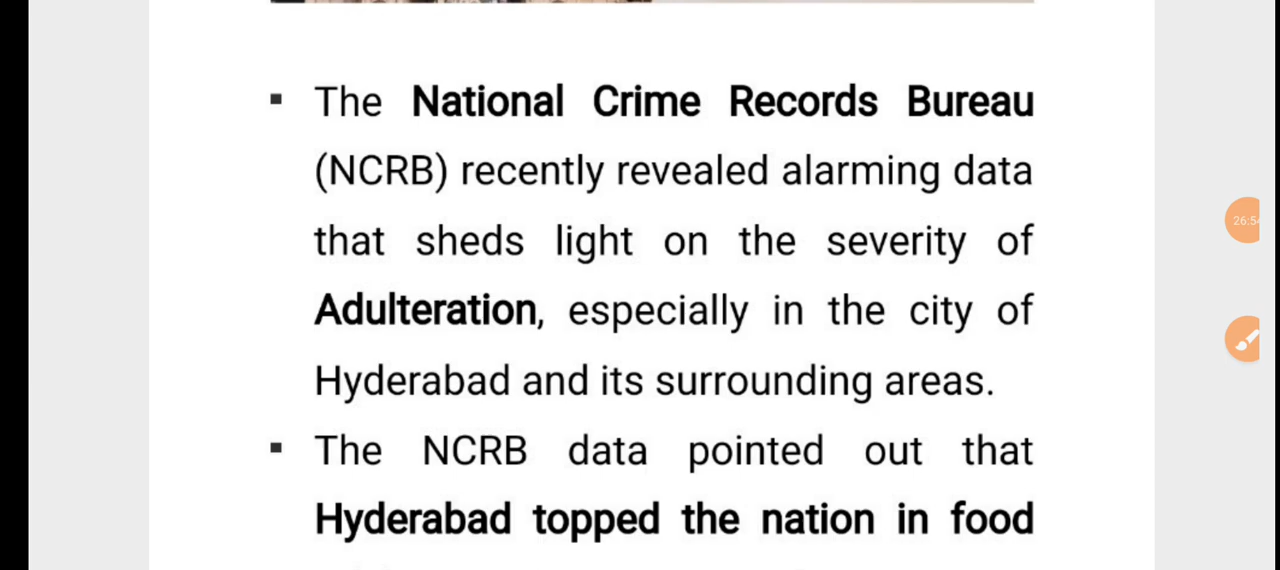 ▪ The National Crime Records Bureau
(NCRB) recently revealed alarming data
that sheds light on the severity of
Adulteration, especially in the city of
Hyderabad and its surrounding areas.
▪ The NCRB data pointed out that
Hyderabad topped the nation in food
26:54